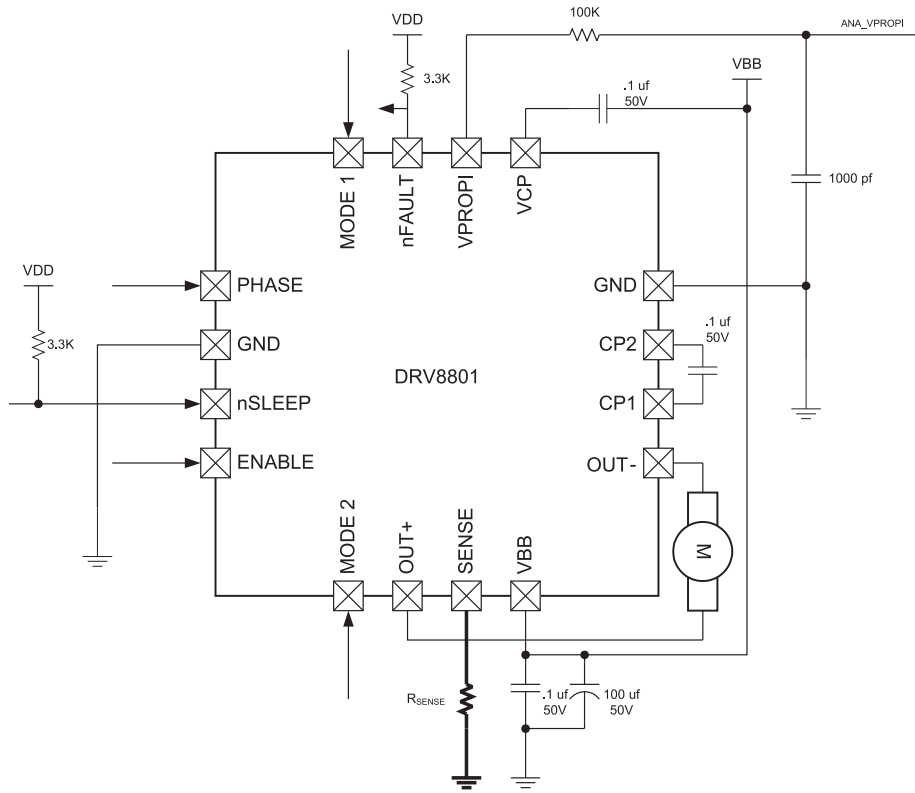 100K
ANA_VPROPI
VDD
3.3K
VBB
.1 uf
50V
1000 pf
MODE 1
nFAULT
VPROPI
VCP
VDD
3.3K
PHASE
GND
nSLEEP
ENABLE
DRV8801
GND
CP2
CP1
OUT-
.1 uf
50V
M
MODE 2
OUT+
SENSE
VBB
RSENSE
.1 uf
50V
100 uf
50V